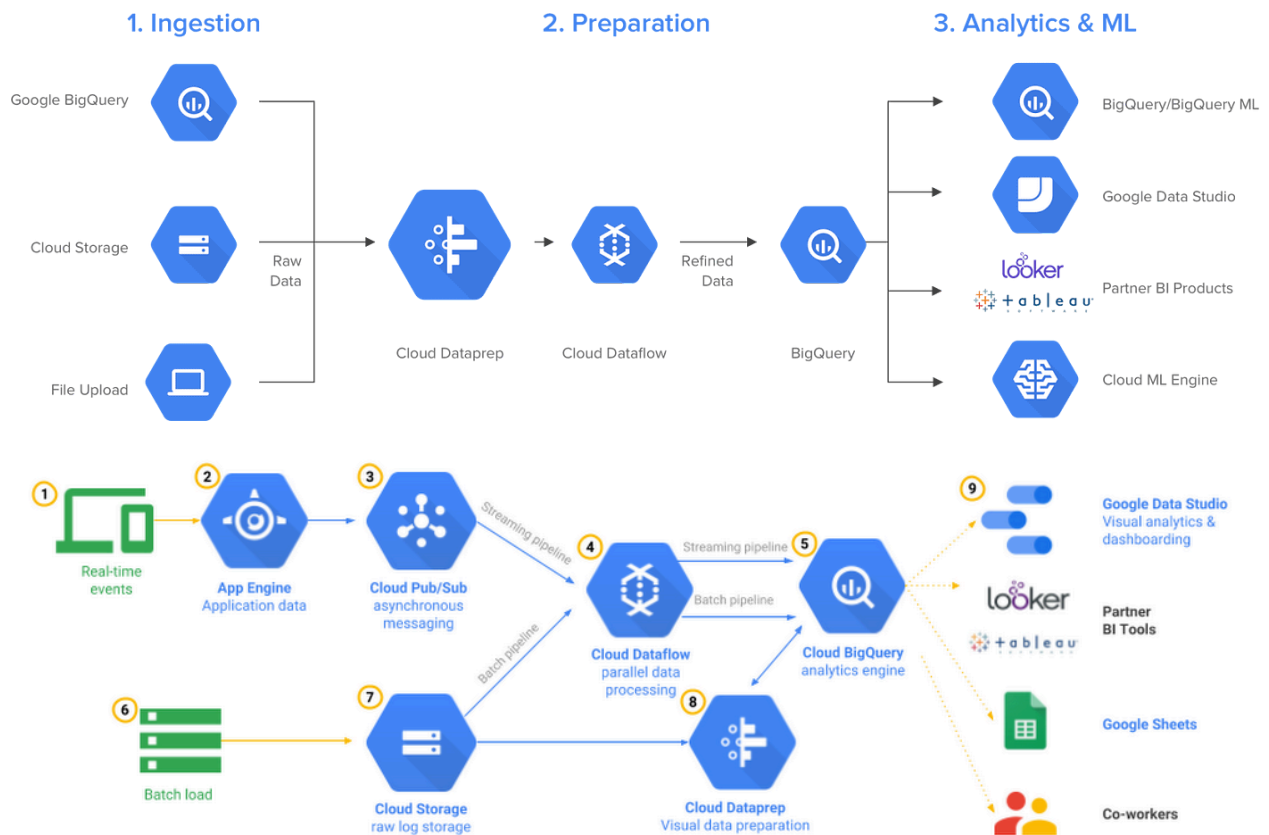 1. Ingestion
2. Preparation
3. Analytics & ML
Google BigQuery
BigQuery/BigQuery ML
Google Data Studio
Cloud Storage
Raw
Data
Refined
Data
looker
+ a b l e a u
S O F T W A R E
Partner BI Products
Cloud Dataprep
Cloud Dataflow
BigQuery
File Upload
Cloud ML Engine
1
Real-time
events
2
App Engine
Application data
3
Cloud Pub/Sub
asynchronous
messaging
Streaming pipeline
Batch pipeline
4
Cloud Dataflow
parallel data
processing
Streaming pipeline
Batch pipeline
5
Cloud BigQuery
analytics engine
6
Batch load
7
Cloud Storage
raw log storage
8
Cloud Dataprep
Visual data preparation
9
Google Data Studio
Visual analytics &
dashboarding
looker
+ a b l e a u
S O F T W A R E
Partner
BI Tools
Google Sheets
Co-workers